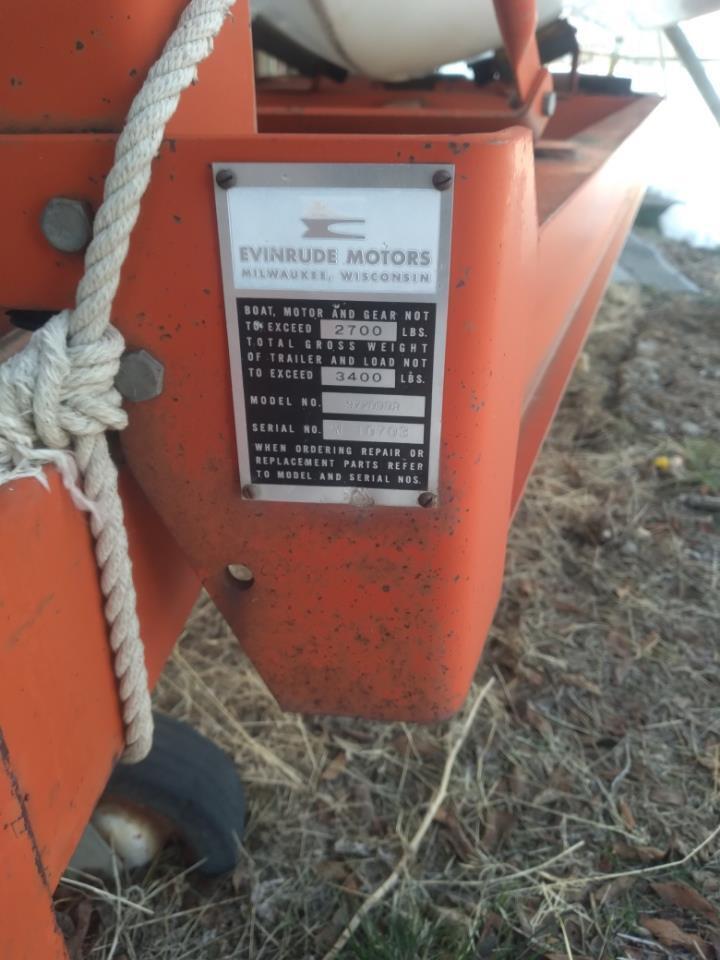 EVINRUDE MOTORS
MILWAUKEE, WISCONSIN
BOAT, MOTOR AND GEAR NOT
TO EXCEED 2700 LBS.
TOTAL GROSS WEIGHT
OF TRAILER AND LOAD NOT
TO EXCEED 3400 LBS.
MODEL NO.
SERIAL NO. 10703
WHEN ORDERING REPAIR OR
REPLACEMENT PARTS REFER
TO MODEL AND SERIAL NOS.